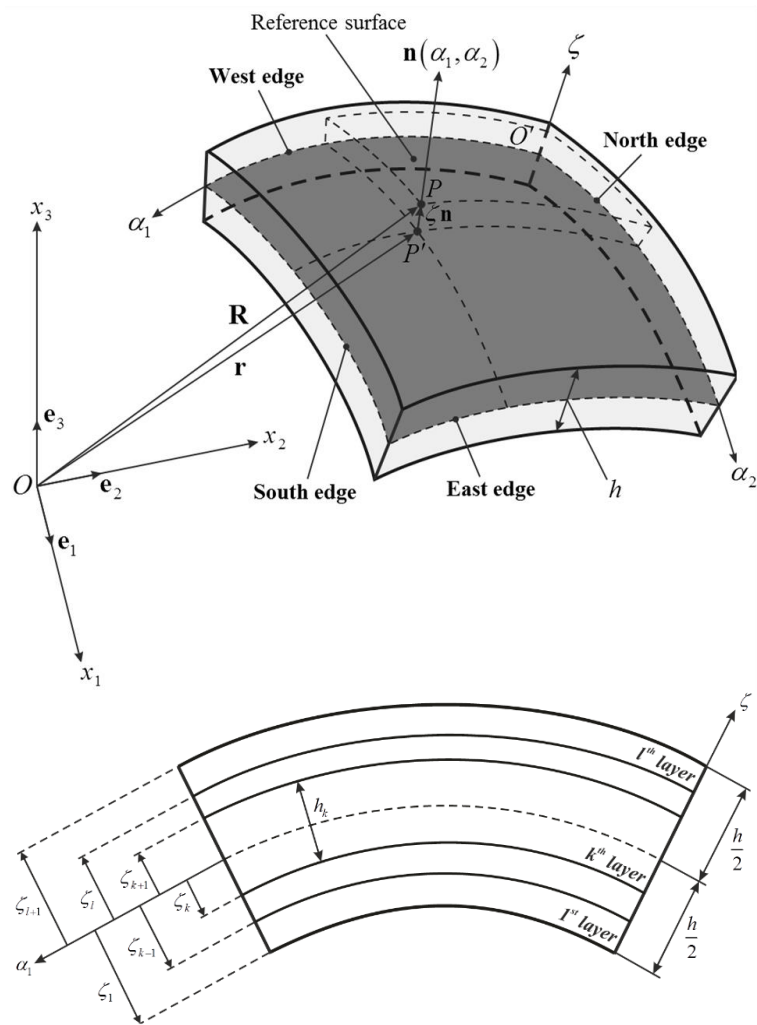 Reference surface
n(α₁,α₂)
ζ
West edge
O'
North edge
P
ζn
α₁
x₃
P'
R
r
e₃
x₂
O
e₂
South edge
East edge
h
α₂
e₁
x₁
ζ
lᵗʰ layer
hₖ
h/2
ζₖ₊₁
kᵗʰ layer
ζₗ₊₁
ζₗ
ζₖ
1ˢᵗ layer
h/2
ζₖ₋₁
α₁
ζ₁